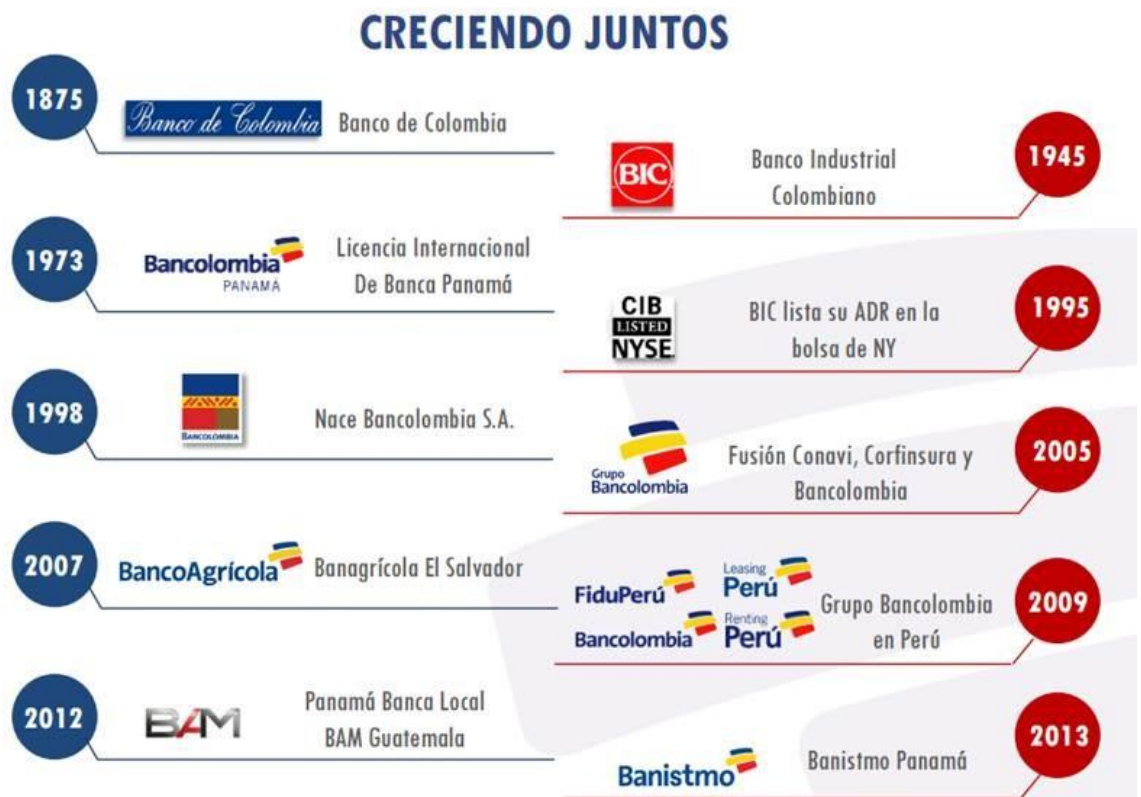 CRECIENDO JUNTOS
1875
Banco de Colombia
Banco de Colombia
BIC
Banco Industrial
Colombiano
1945
1973
Bancolombia
PANAMÁ
Licencia Internacional
De Banca Panamá
CIB
LISTED
NYSE
BIC lista su ADR en la
bolsa de NY
1995
1998
BANCOLOMBIA
Nace Bancolombia S.A.
Grupo
Bancolombia
Fusión Conavi, Corfinsura y
Bancolombia
2005
2007
BancoAgrícola
Banagrícola El Salvador
FiduPerú
Leasing
Perú
Bancolombia
Renting
Perú
Grupo Bancolombia
en Perú
2009
2012
BAM
Panamá Banca Local
BAM Guatemala
Banistmo
Banistmo Panamá
2013